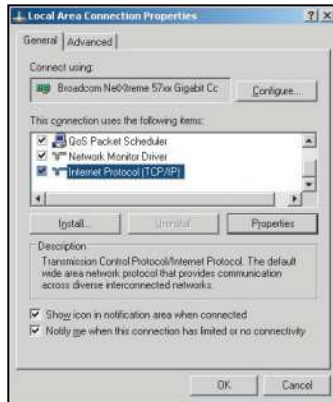 Local Area Connection Properties
General Advanced
Connect using:
Broadcom NetXtreme 57xx Gigabit Cc Configure...
This connection uses the following items:
QoS Packet Scheduler
Network Monitor Driver
Internet Protocol (TCP/IP)
Install... Uninstall Properties
Description
Transmission Control Protocol/Internet Protocol. The default
wide area network protocol that provides communication
across diverse interconnected networks.
Show icon in notification area when connected
Notify me when this connection has limited or no connectivity
OK Cancel